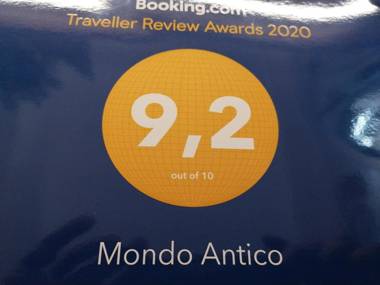 Booking.com
Traveller Review Awards 2020
9,2
out of 10
Mondo Antico